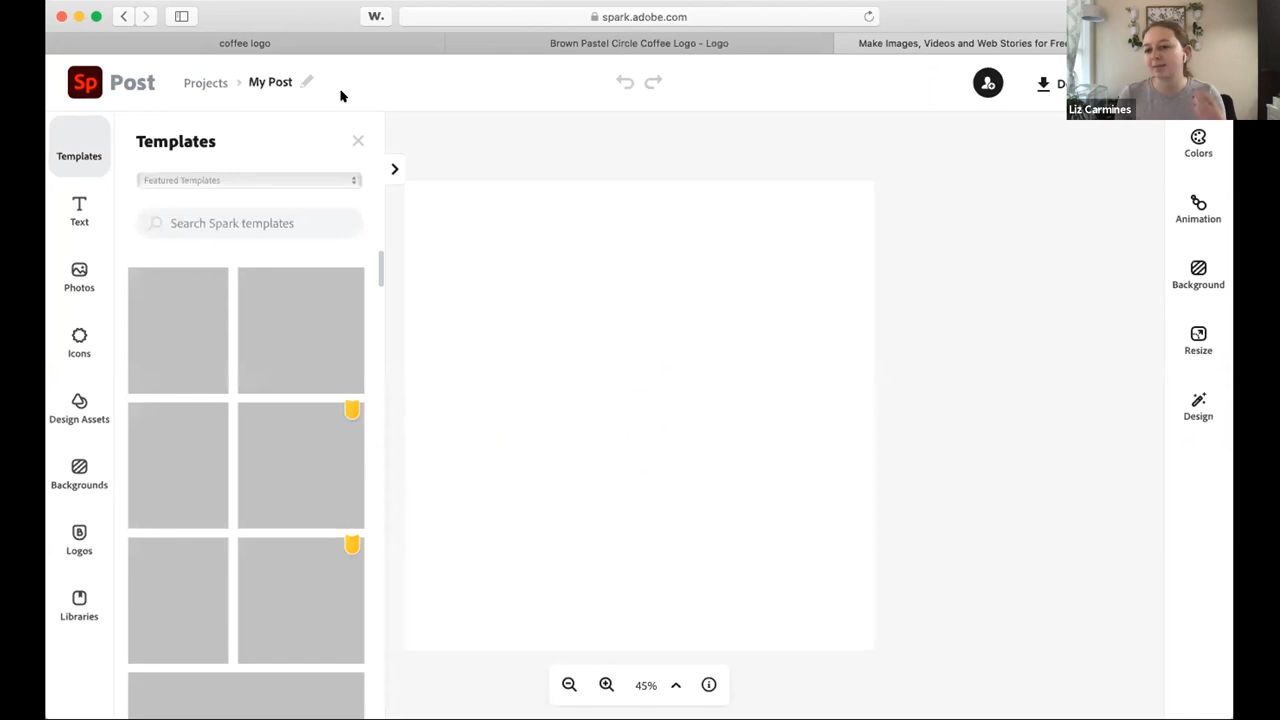 W.
spark.adobe.com
coffee logo
Brown Pastel Circle Coffee Logo - Logo
Make Images, Videos and Web Stories for Free
Liz Carmines
Sp Post
Projects > My Post
Templates
Templates
Featured Templates
Search Spark templates
Text
Photos
Icons
Design Assets
Backgrounds
B
Logos
Libraries
Colors
Animation
Background
Resize
Design
45%